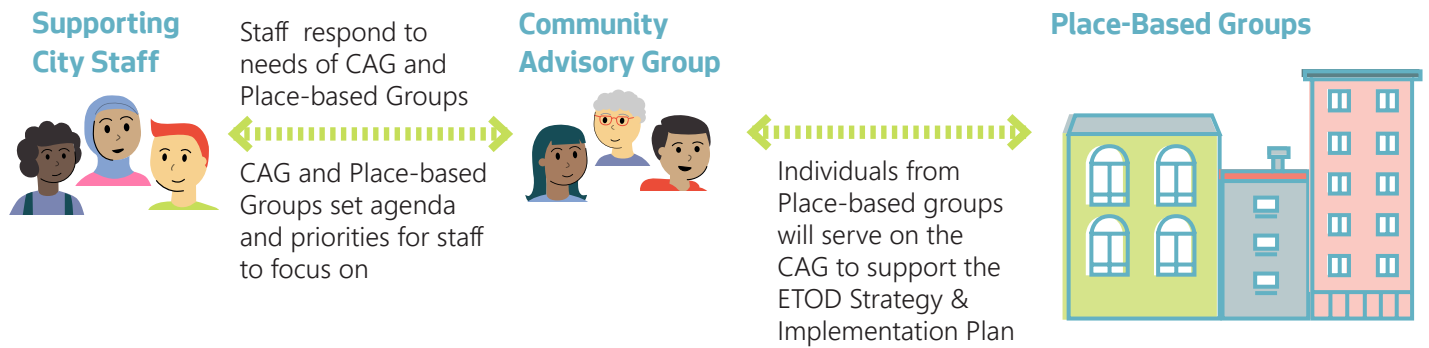 Supporting
City Staff
Staff respond to
needs of CAG and
Place-based Groups
CAG and Place-based
Groups set agenda
and priorities for staff
to focus on
Community
Advisory Group
Individuals from
Place-based groups
will serve on the
CAG to support the
ETOD Strategy &
Implementation Plan
Place-Based Groups